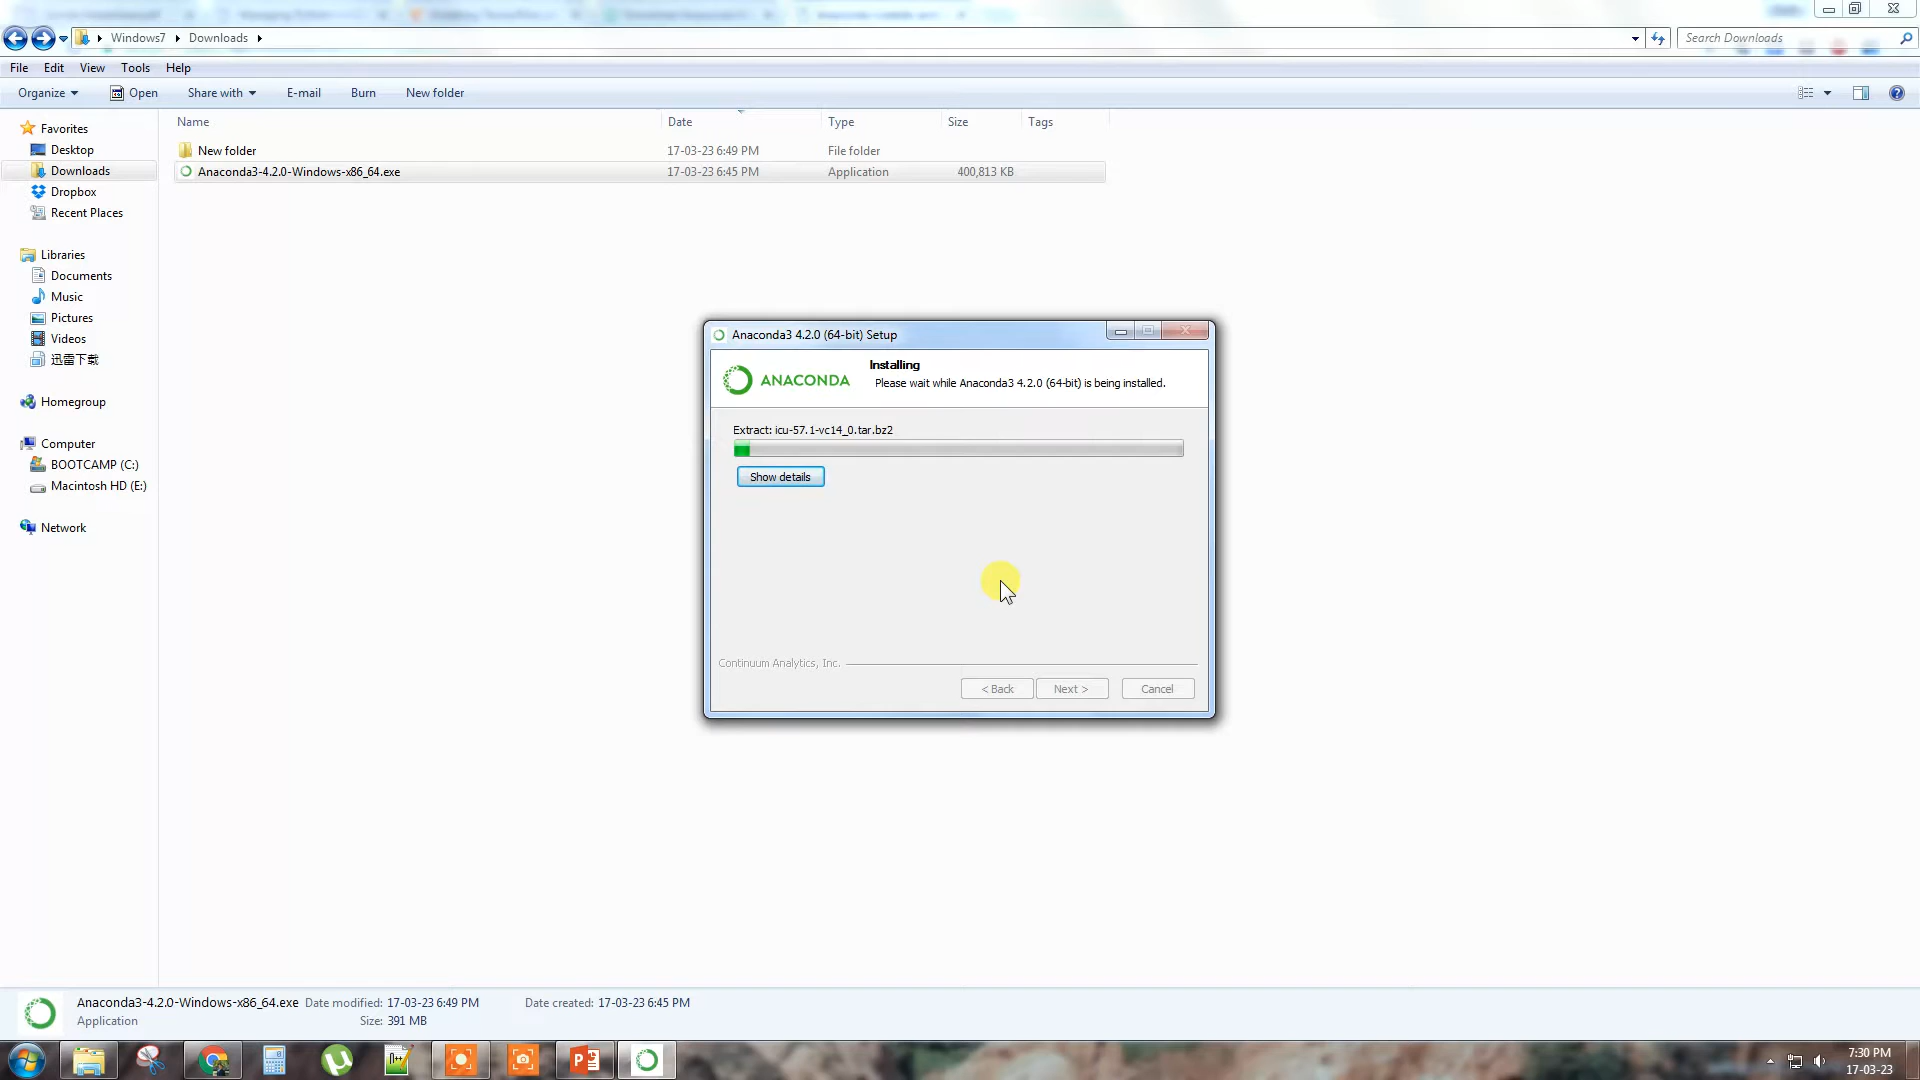 Windows7 Downloads
Search Downloads
File Edit View Tools Help
Organize Open Share with E-mail Burn New folder
Name Date Type Size Tags
New folder 17-03-23 6:49 PM File folder
Anaconda3-4.2.0-Windows-x86_64.exe 17-03-23 6:45 PM Application 400,813 KB
Favorites
Desktop
Downloads
Dropbox
Recent Places
Libraries
Documents
Music
Pictures
Videos
迅雷下载
Homegroup
Computer
BOOTCAMP (C:)
Macintosh HD (E:)
Network
Anaconda3 4.2.0 (64-bit) Setup
ANACONDA
Installing
Please wait while Anaconda3 4.2.0 (64-bit) is being installed.
Extract: icu-57.1-vc14_0.tar.bz2
Show details
Continuum Analytics, Inc.
< Back Next > Cancel
Anaconda3-4.2.0-Windows-x86_64.exe Date modified: 17-03-23 6:49 PM Date created: 17-03-23 6:45 PM
Application Size: 391 MB
7:30 PM
17-03-23